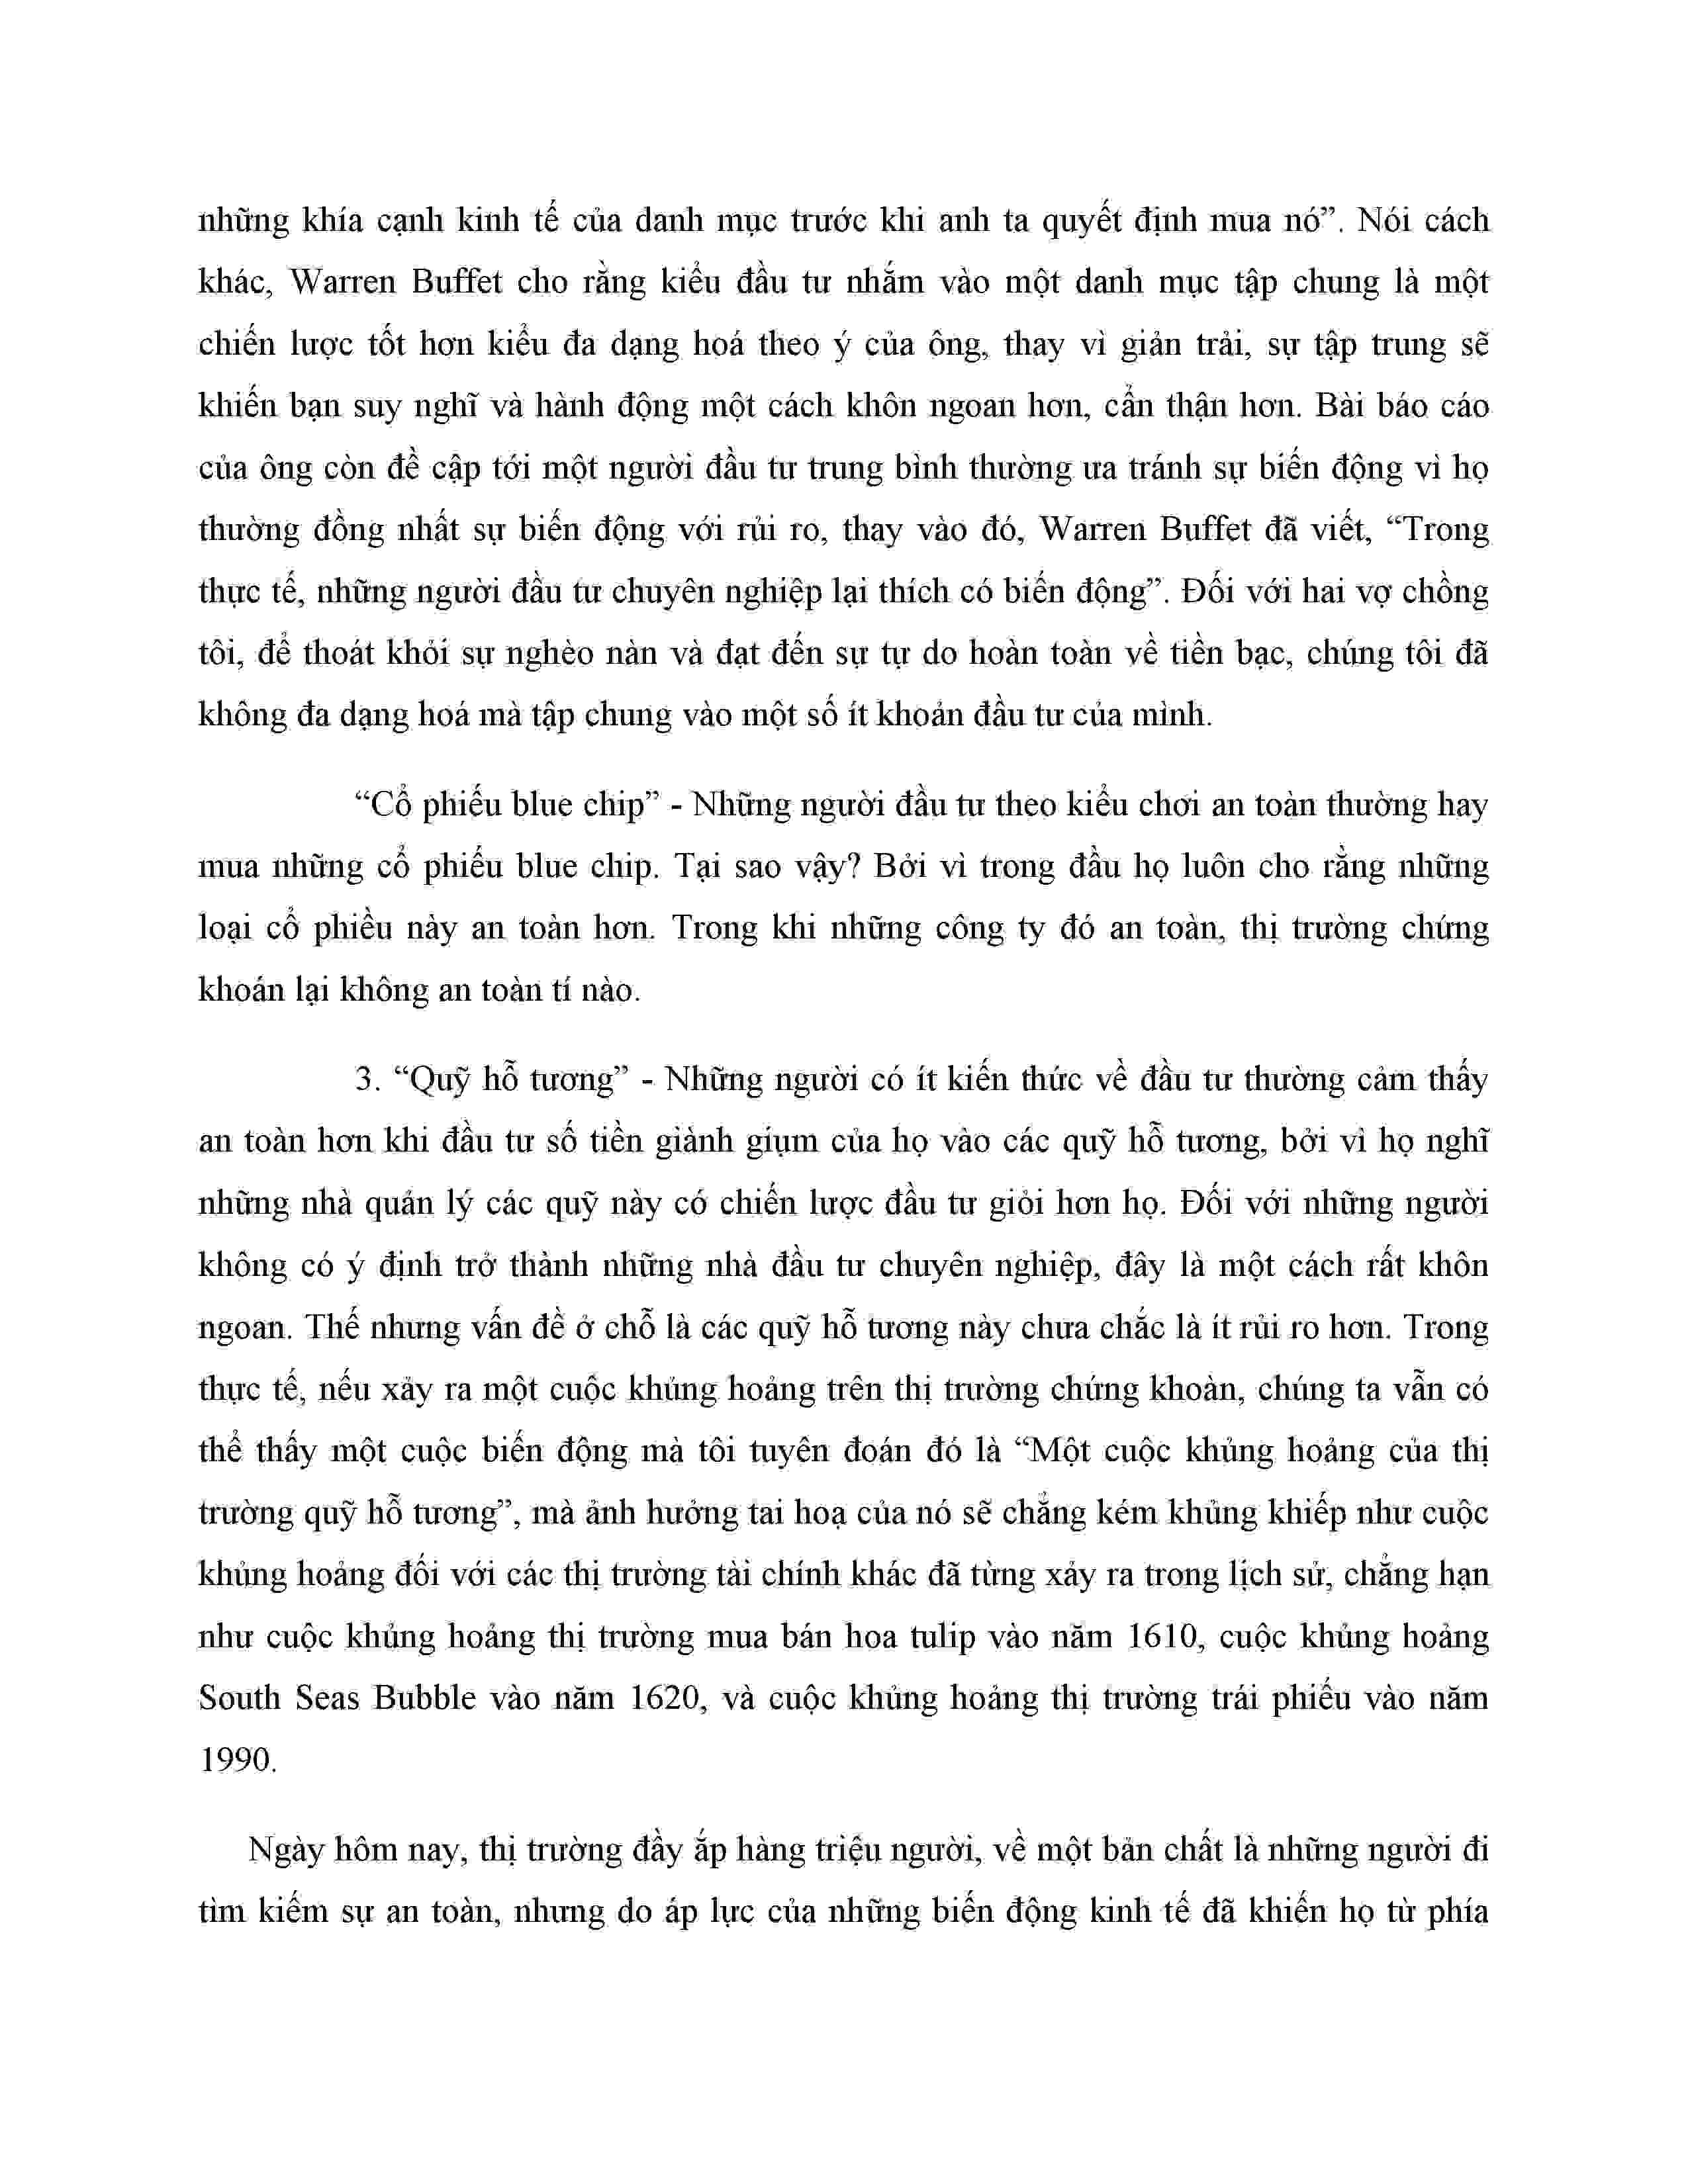 những khía cạnh kinh tế của danh mục trước khi anh ta quyết định mua nó”. Nói cách
khác, Warren Buffet cho rằng kiểu đầu tư nhắm vào một danh mục tập chung là một
chiến lược tốt hơn kiểu đa dạng hoá theo ý của ông, thay vì giản trải, sự tập trung sẽ
khiến bạn suy nghĩ và hành động một cách khôn ngoan hơn, cẩn thận hơn. Bài báo cáo
của ông còn đề cập tới một người đầu tư trung bình thường ưa tránh sự biến động vì họ
thường đồng nhất sự biến động với rủi ro, thay vào đó, Warren Buffet đã viết, “Trong
thực tế, những người đầu tư chuyên nghiệp lại thích có biến động”. Đối với hai vợ chồng
tôi, để thoát khỏi sự nghèo nàn và đạt đến sự tự do hoàn toàn về tiền bạc, chúng tôi đã
không đa dạng hoá mà tập chung vào một số ít khoản đầu tư của mình.
“Cổ phiếu blue chip” - Những người đầu tư theo kiểu chơi an toàn thường hay
mua những cổ phiếu blue chip. Tại sao vậy? Bởi vì trong đầu họ luôn cho rằng những
loại cổ phiều này an toàn hơn. Trong khi những công ty đó an toàn, thị trường chứng
khoán lại không an toàn tí nào.
3. “Quỹ hỗ tương” - Những người có ít kiến thức về đầu tư thường cảm thấy
an toàn hơn khi đầu tư số tiền giành giụm của họ vào các quỹ hỗ tương, bởi vì họ nghĩ
những nhà quản lý các quỹ này có chiến lược đầu tư giỏi hơn họ. Đối với những người
không có ý định trở thành những nhà đầu tư chuyên nghiệp, đây là một cách rất khôn
ngoan. Thế nhưng vấn đề ở chỗ là các quỹ hỗ tương này chưa chắc là ít rủi ro hơn. Trong
thực tế, nếu xảy ra một cuộc khủng hoảng trên thị trường chứng khoàn, chúng ta vẫn có
thể thấy một cuộc biến động mà tôi tuyên đoán đó là “Một cuộc khủng hoảng của thị
trường quỹ hỗ tương”, mà ảnh hưởng tai hoạ của nó sẽ chẳng kém khủng khiếp như cuộc
khủng hoảng đối với các thị trường tài chính khác đã từng xảy ra trong lịch sử, chẳng hạn
như cuộc khủng hoảng thị trường mua bán hoa tulip vào năm 1610, cuộc khủng hoảng
South Seas Bubble vào năm 1620, và cuộc khủng hoảng thị trường trái phiếu vào năm
1990.
Ngày hôm nay, thị trường đầy ắp hàng triệu người, về một bản chất là những người đi
tìm kiếm sự an toàn, nhưng do áp lực của những biến động kinh tế đã khiến họ từ phía